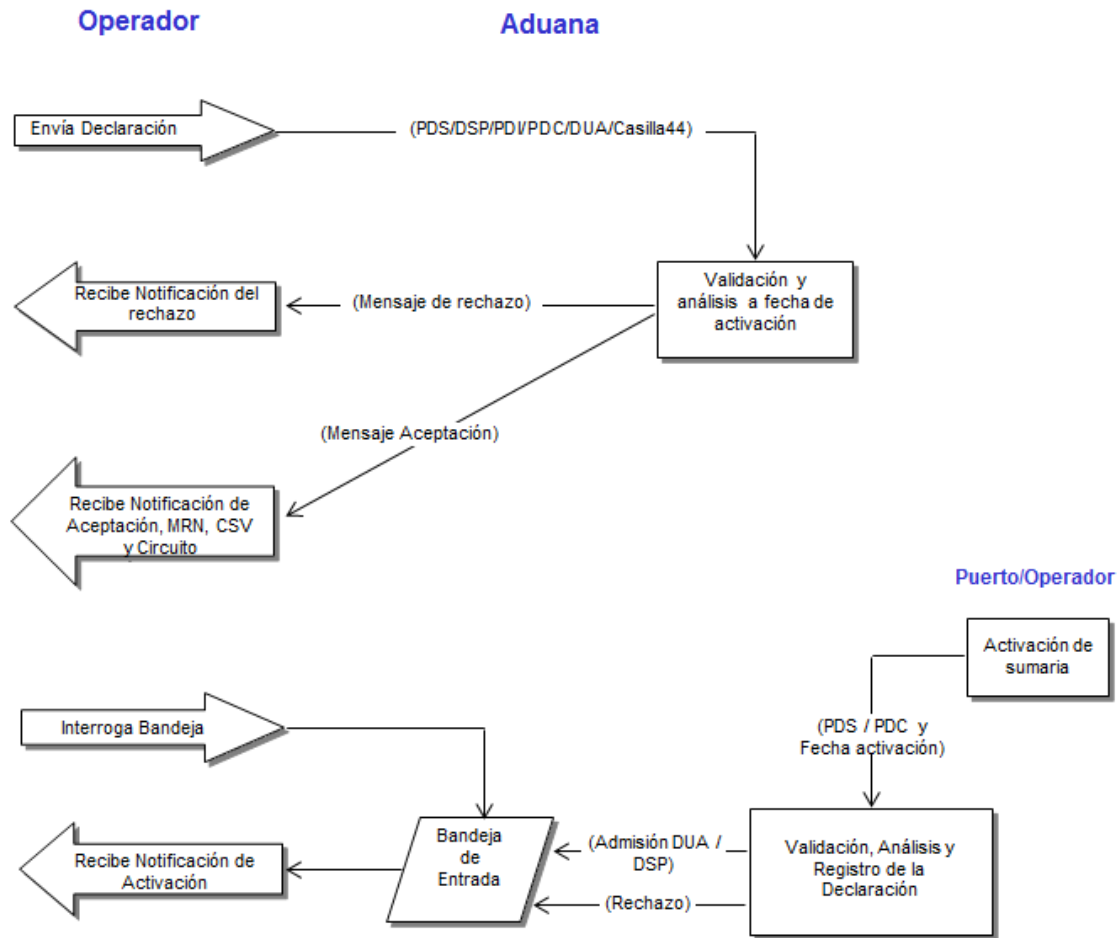 Operador
Aduana
Envía Declaración
(PDS/DSP/PDI/PDC/DUA/Casilla44)
Recibe Notificación del
rechazo
(Mensaje de rechazo)
Validación y
análisis a fecha de
activación
(Mensaje Aceptación)
Recibe Notificación de
Aceptación, MRN, CSV
y Circuito
Puerto/Operador
Activación de
sumaria
Interroga Bandeja
(PDS / PDC y
Fecha activación)
Recibe Notificación de
Activación
Bandeja
de
Entrada
(Admisión DUA /
DSP)
(Rechazo)
Validación, Análisis y
Registro de la
Declaración